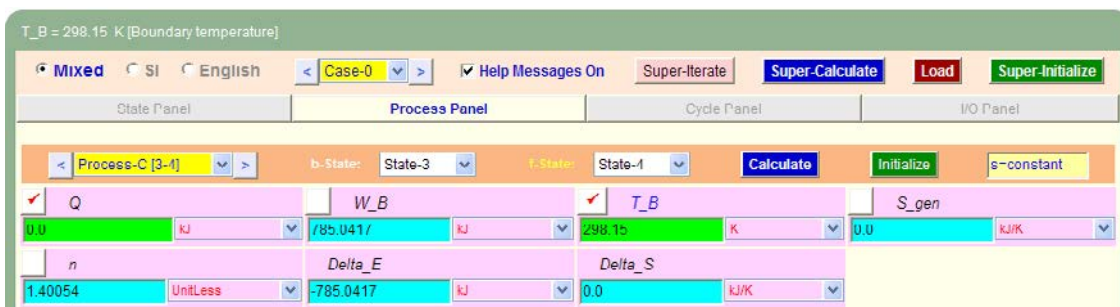 T_B = 298.15 K [Boundary temperature]
Mixed SI English < Case-0 > Help Messages On Super-Iterate Super-Calculate Load Super-Initialize
State Panel Process Panel Cycle Panel I/O Panel
< Process-C [3-4] > b-State: State-3 f-State: State-4 Calculate Initialize s=constant
Q W_B T_B S_gen
0.0 kJ 785.0417 kJ 298.15 K 0.0 kJ/K
n Delta_E Delta_S
1.40054 UnitLess -785.0417 kJ 0.0 kJ/K